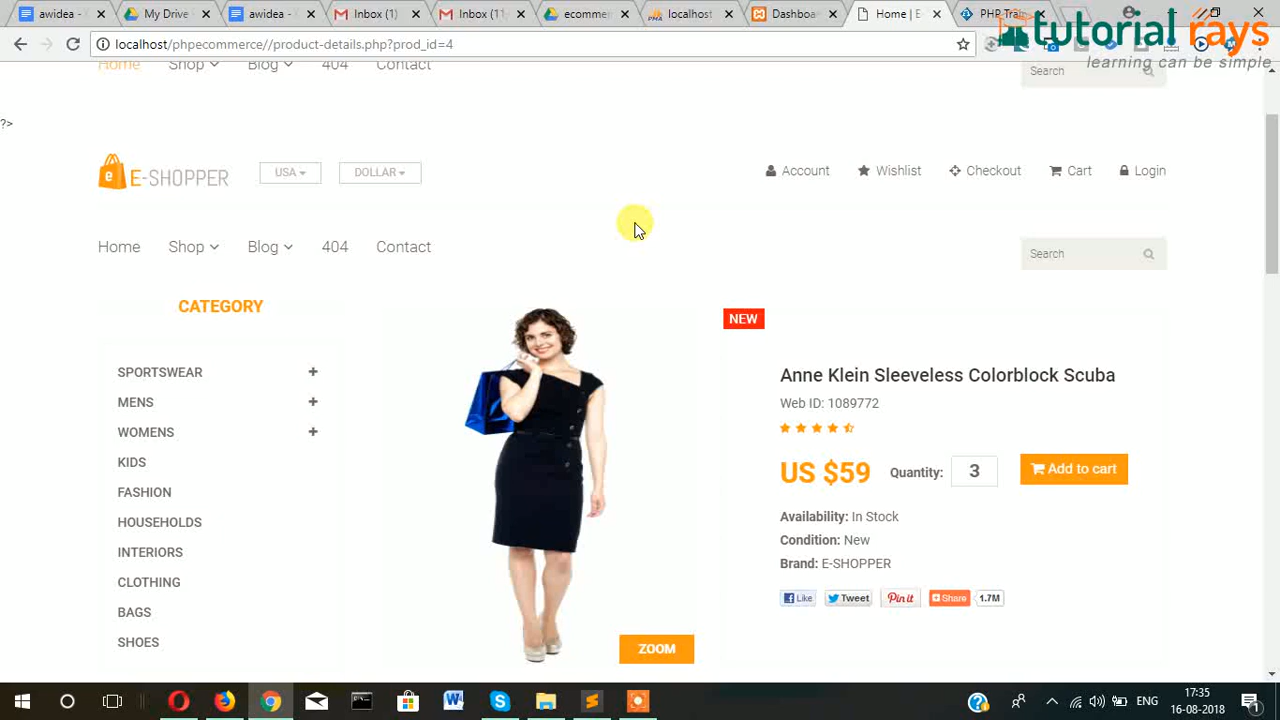 awidea -
My Drive
awidea -
awidea -
Inbox (1)
Inbox (11
ecomme
localhost
Dashboa
Home | E
PHP Tra
tutorial rays
learning can be simple
localhost/phpecommerce//product-details.php?prod_id=4
Home Shop Blog 404 Contact
Search
?>
E-SHOPPER
USA
DOLLAR
Account
Wishlist
Checkout
Cart
Login
Home Shop Blog 404 Contact
Search
CATEGORY
SPORTSWEAR +
MENS +
WOMENS +
KIDS
FASHION
HOUSEHOLDS
INTERIORS
CLOTHING
BAGS
SHOES
ZOOM
NEW
Anne Klein Sleeveless Colorblock Scuba
Web ID: 1089772
US $59 Quantity: 3 Add to cart
Availability: In Stock
Condition: New
Brand: E-SHOPPER
Like Tweet Pin it Share 1.7M
ENG
17:35
16-08-2018